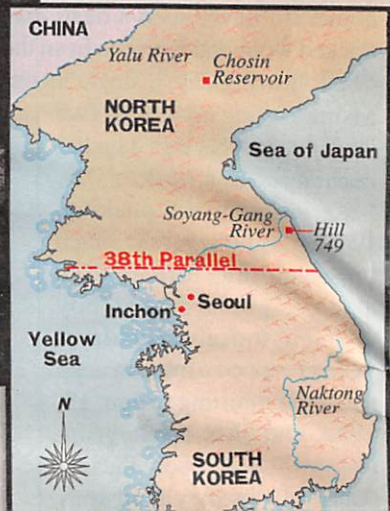 CHINA
Yalu River
Chosin
Reservoir
NORTH
KOREA
Sea of Japan
Soyang-Gang
River
Hill
749
38th Parallel
Seoul
Inchon
Yellow
Sea
Naktong
River
N
SOUTH
KOREA